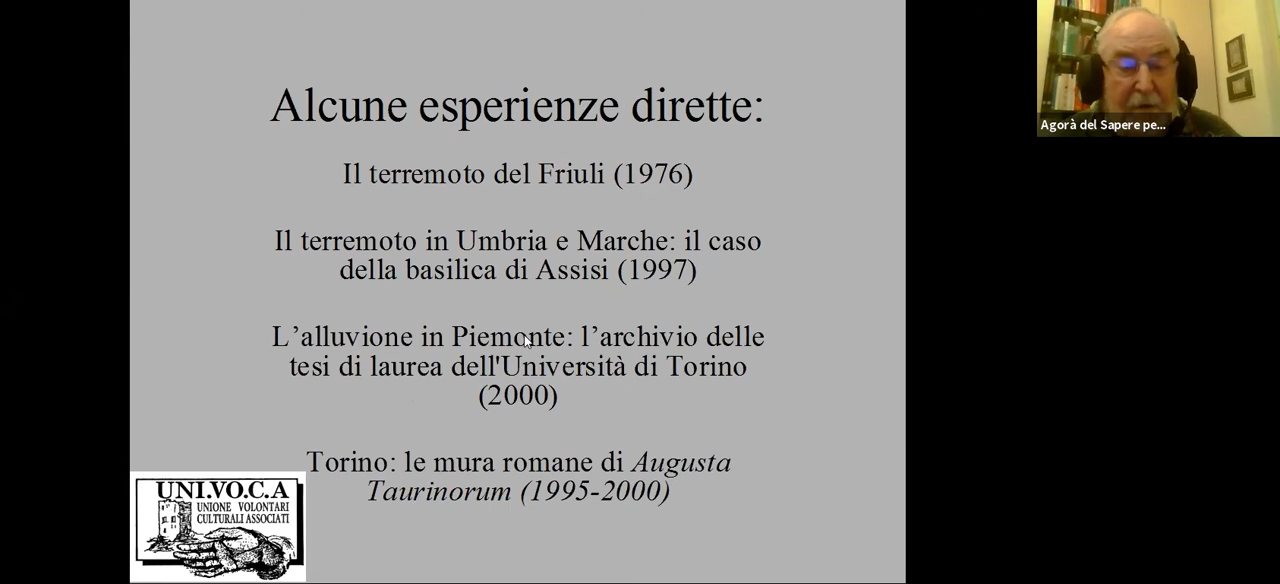 Alcune esperienze dirette:
Il terremoto del Friuli (1976)
Il terremoto in Umbria e Marche: il caso
della basilica di Assisi (1997)
L’alluvione in Piemonte: l’archivio delle
tesi di laurea dell'Università di Torino
(2000)
Torino: le mura romane di Augusta
Taurinorum (1995-2000)
UNI.VO.C.A
UNIONE VOLONTARI
CULTURALI ASSOCIATI
Agorà del Sapere pe...